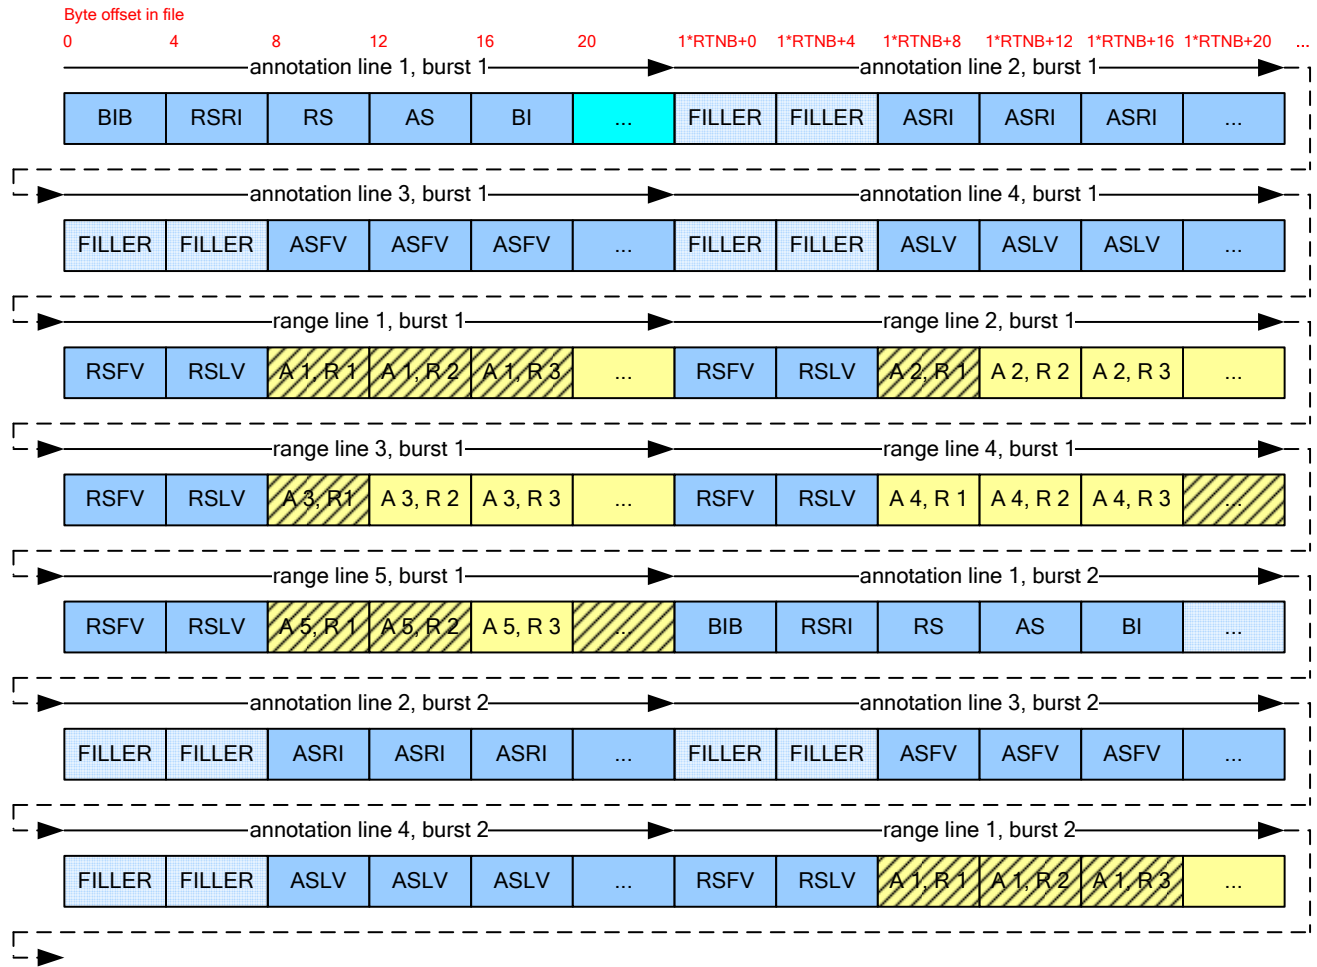 Byte offset in file
0 4 8 12 16 20 1*RTNB+0 1*RTNB+4 1*RTNB+8 1*RTNB+12 1*RTNB+16 1*RTNB+20 ...
annotation line 1, burst 1 annotation line 2, burst 1
BIB RSRI RS AS BI ... FILLER FILLER ASRI ASRI ASRI ...
annotation line 3, burst 1 annotation line 4, burst 1
FILLER FILLER ASFV ASFV ASFV ... FILLER FILLER ASLV ASLV ASLV ...
range line 1, burst 1 range line 2, burst 1
RSFV RSLV A 1, R 1 A 1, R 2 A 1, R 3 ... RSFV RSLV A 2, R 1 A 2, R 2 A 2, R 3 ...
range line 3, burst 1 range line 4, burst 1
RSFV RSLV A 3, R1 A 3, R 2 A 3, R 3 ... RSFV RSLV A 4, R 1 A 4, R 2 A 4, R 3 ...
range line 5, burst 1 annotation line 1, burst 2
RSFV RSLV A 5, R 1 A 5, R 2 A 5, R 3 ... BIB RSRI RS AS BI ...
annotation line 2, burst 2 annotation line 3, burst 2
FILLER FILLER ASRI ASRI ASRI ... FILLER FILLER ASFV ASFV ASFV ...
annotation line 4, burst 2 range line 1, burst 2
FILLER FILLER ASLV ASLV ASLV ... RSFV RSLV A 1, R 1 A 1, R 2 A 1, R 3 ...